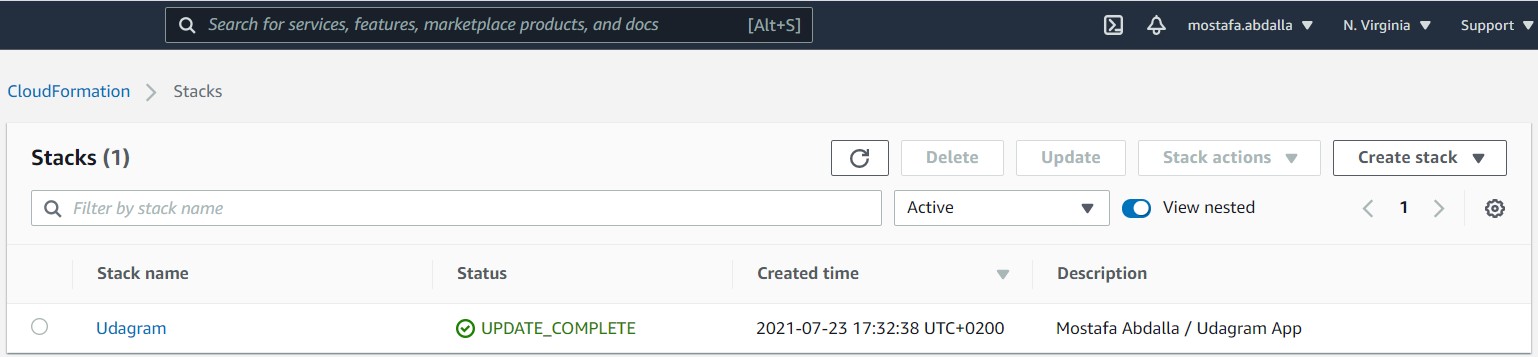 Search for services, features, marketplace products, and docs [Alt+S] mostafa.abdalla N. Virginia Support
CloudFormation Stacks
Stacks (1) Delete Update Stack actions Create stack
Filter by stack name Active View nested 1
Stack name Status Created time Description
Udagram UPDATE_COMPLETE 2021-07-23 17:32:38 UTC+0200 Mostafa Abdalla / Udagram App